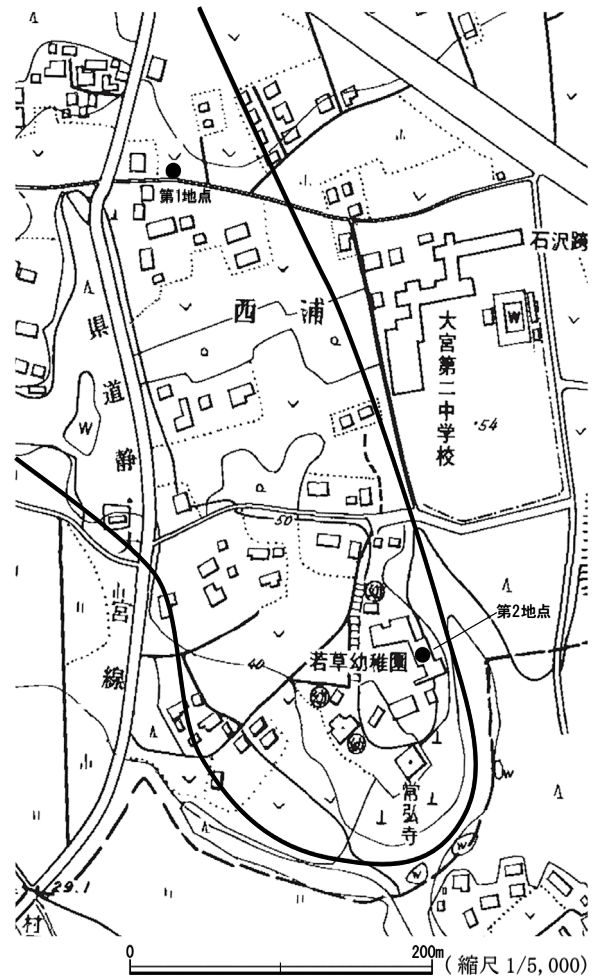 第1地点
石沢跨
西浦
W
大宮第二中学校
・54
県道静
W
50
小宮線
第2地点
若草幼稚園
40
幼
常弘寺
W
W
W
29.1
村
0 200m (縮尺 1/5,000)